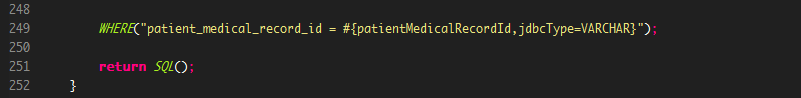 248
249 WHERE("patient_medical_record_id = #{patientMedicalRecordId,jdbcType=VARCHAR}");
250
251 return SQL();
252 }